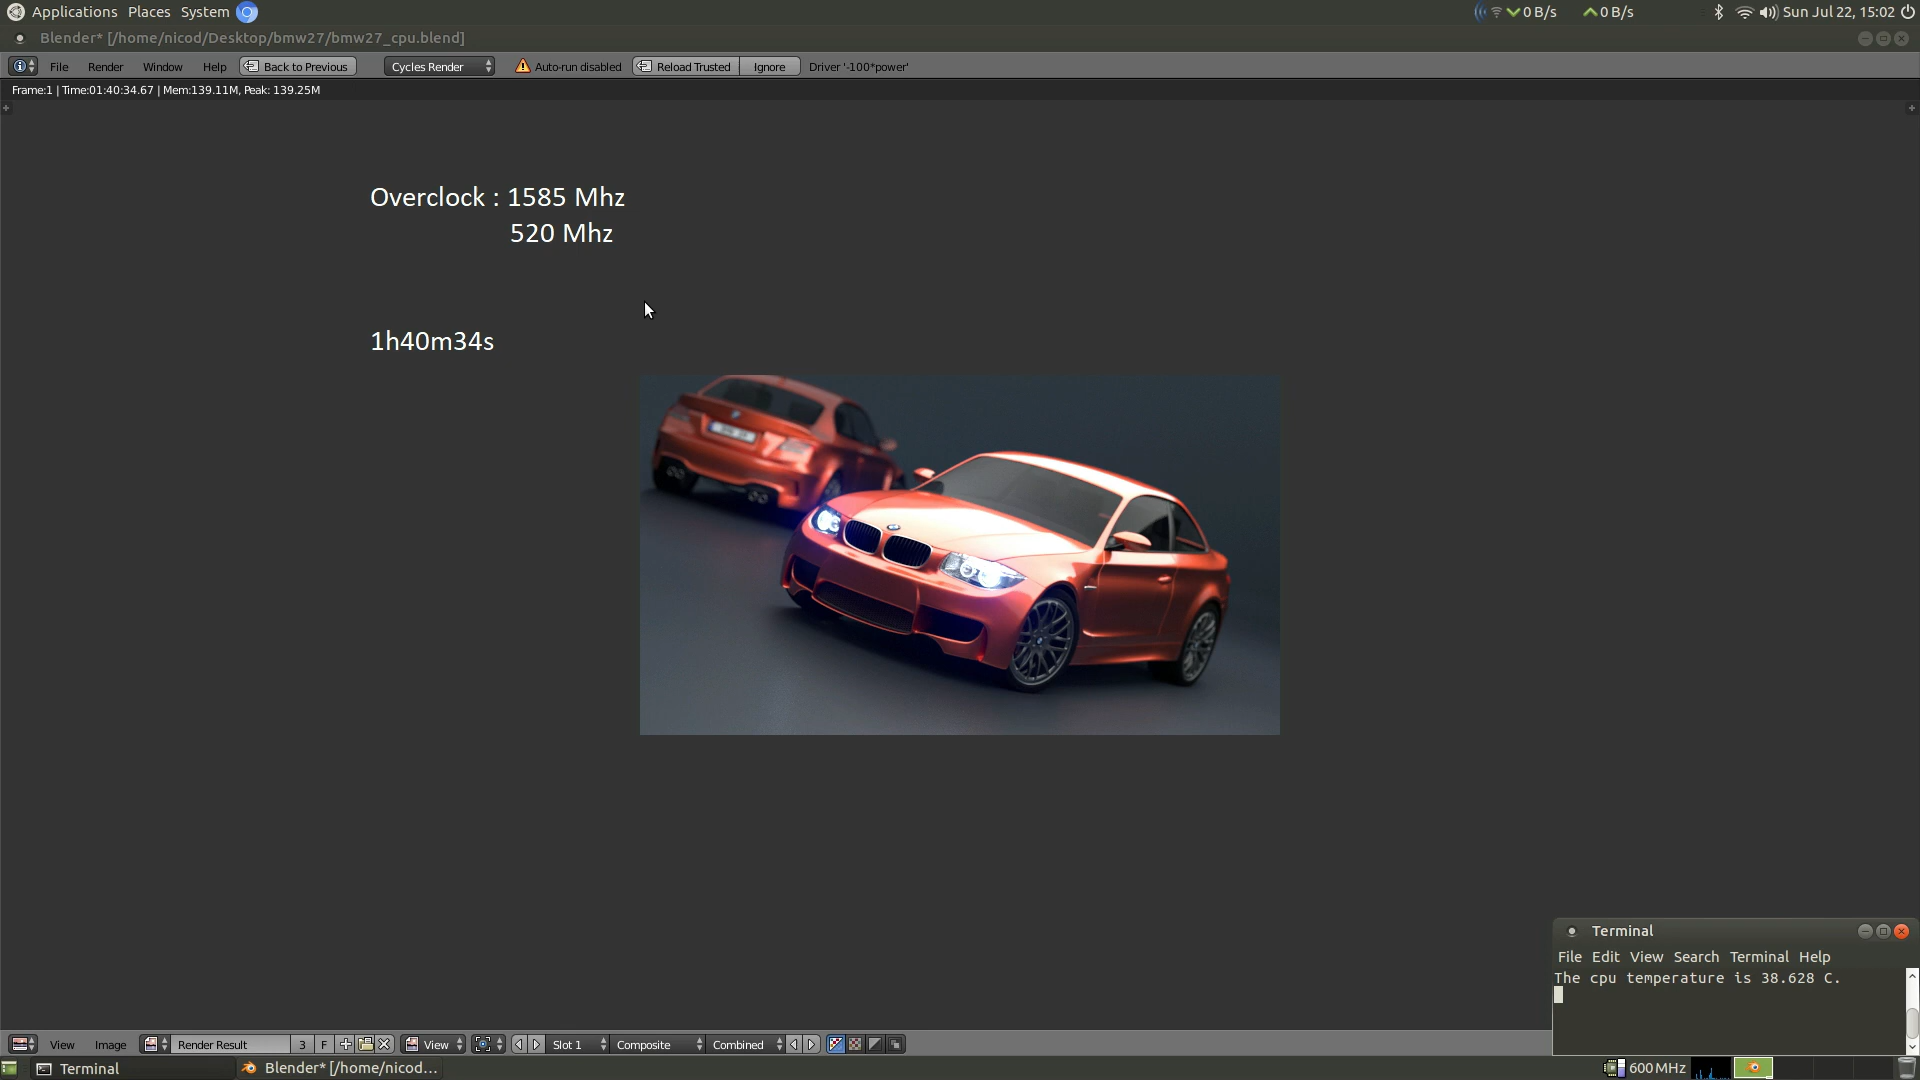 Applications Places System 0 B/s 0 B/s Sun Jul 22, 15:02
Blender* [/home/nicod/Desktop/bmw27/bmw27_cpu.blend]
File Render Window Help Back to Previous Cycles Render Auto-run disabled Reload Trusted Ignore Driver '-100*power'
Frame:1 | Time:01:40:34.67 | Mem:139.11M, Peak: 139.25M
Overclock : 1585 Mhz
520 Mhz
1h40m34s
Terminal
File Edit View Search Terminal Help
The cpu temperature is 38.628 C.
View Image Render Result 3 F View Slot 1 Composite Combined
Terminal Blender* [/home/nicod... 600 MHz